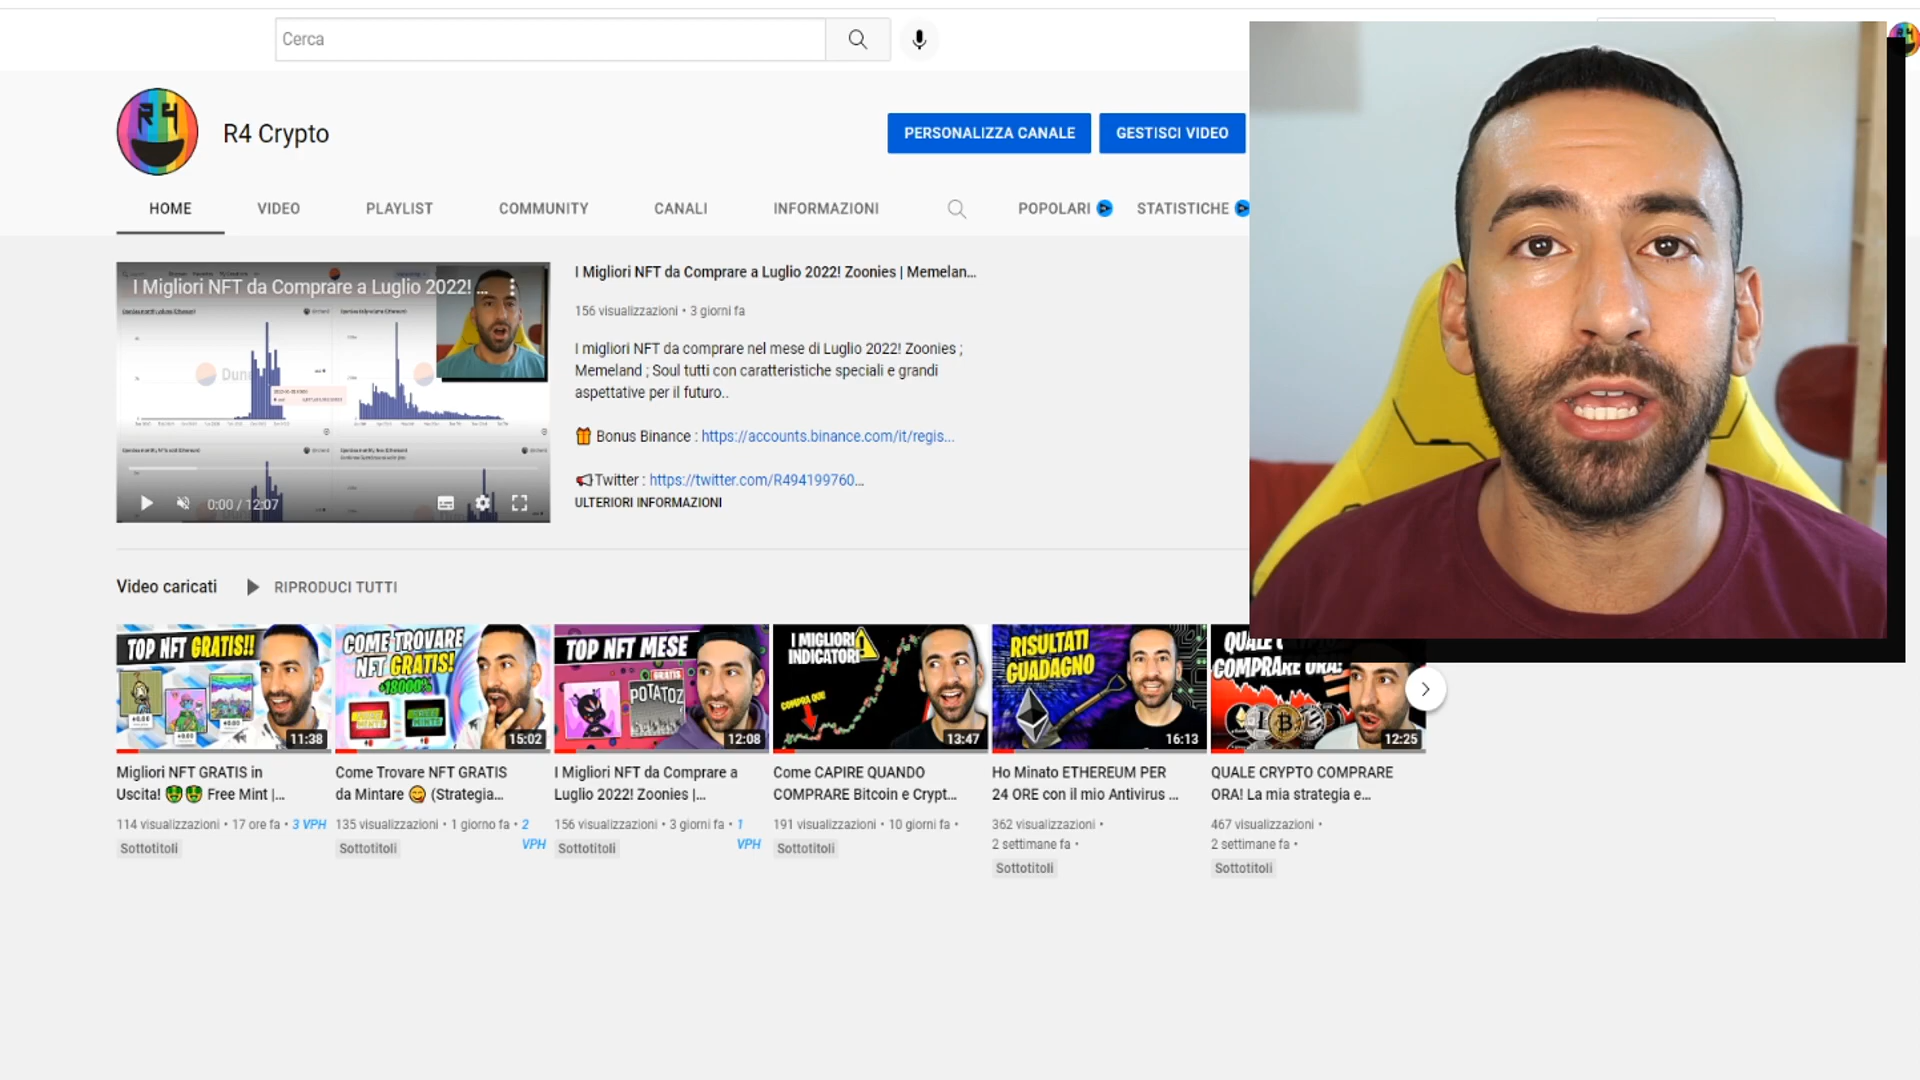 Cerca
R4
R4 Crypto
PERSONALIZZA CANALE
GESTISCI VIDEO
HOME
VIDEO
PLAYLIST
COMMUNITY
CANALI
INFORMAZIONI
POPOLARI
STATISTICHE
I Migliori NFT da Comprare a Luglio 2022! ...
Dune
0:00 / 12:07
I Migliori NFT da Comprare a Luglio 2022! Zoonies | Memelan...
156 visualizzazioni • 3 giorni fa
I migliori NFT da comprare nel mese di Luglio 2022! Zoonies ;
Memeland ; Soul tutti con caratteristiche speciali e grandi
aspettative per il futuro..
🎁 Bonus Binance : https://accounts.binance.com/it/regis...
📢Twitter : https://twitter.com/R494199760...
ULTERIORI INFORMAZIONI
Video caricati
RIPRODUCI TUTTI
TOP NFT GRATIS!!
11:38
Migliori NFT GRATIS in
Uscita! 🤑🤑 Free Mint |...
114 visualizzazioni • 17 ore fa • 3 VPH
Sottotitoli
COME TROVARE
NFT GRATIS!
+18000%
15:02
Come Trovare NFT GRATIS
da Mintare 😋 (Strategia...
135 visualizzazioni • 1 giorno fa • 2
VPH
Sottotitoli
TOP NFT MESE
GRATIS
POTATOZ
12:08
I Migliori NFT da Comprare a
Luglio 2022! Zoonies |...
156 visualizzazioni • 3 giorni fa • 1
VPH
Sottotitoli
I MIGLIORI
INDICATORI
COMPRA QUI!
13:47
Come CAPIRE QUANDO
COMPRARE Bitcoin e Crypt...
191 visualizzazioni • 10 giorni fa •
Sottotitoli
RISULTATI
GUADAGNO
16:13
Ho Minato ETHEREUM PER
24 ORE con il mio Antivirus ...
362 visualizzazioni •
2 settimane fa •
Sottotitoli
QUALE
COMPRARE ORA!
12:25
QUALE CRYPTO COMPRARE
ORA! La mia strategia e...
467 visualizzazioni •
2 settimane fa •
Sottotitoli